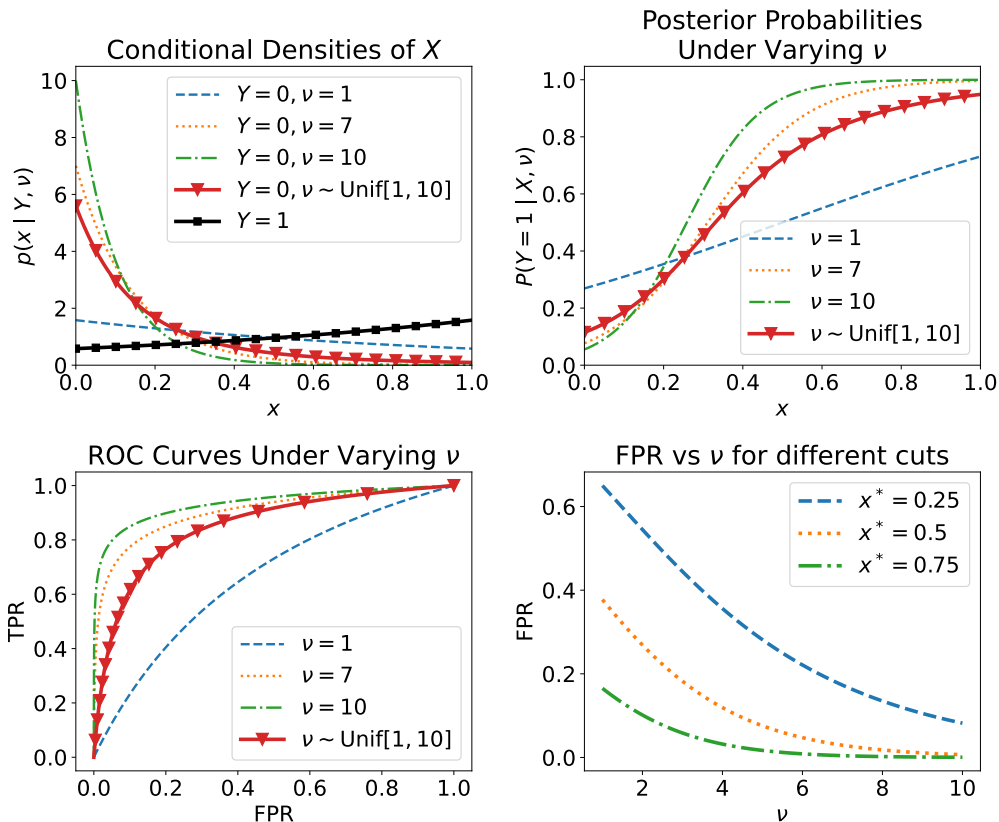 Conditional Densities of X
p(x | Y, ν)
10
8
6
4
2
0
Y = 0, ν = 1
Y = 0, ν = 7
Y = 0, ν = 10
Y = 0, ν ~ Unif[1, 10]
Y = 1
0.0 0.2 0.4 0.6 0.8 1.0
x
Posterior Probabilities
Under Varying ν
P(Y = 1 | X, ν)
1.0
0.8
0.6
0.4
0.2
0.0
ν = 1
ν = 7
ν = 10
ν ~ Unif[1, 10]
0.0 0.2 0.4 0.6 0.8 1.0
x
ROC Curves Under Varying ν
TPR
1.0
0.8
0.6
0.4
0.2
0.0
ν = 1
ν = 7
ν = 10
ν ~ Unif[1, 10]
0.0 0.2 0.4 0.6 0.8 1.0
FPR
FPR vs ν for different cuts
FPR
0.6
0.4
0.2
0.0
x* = 0.25
x* = 0.5
x* = 0.75
2 4 6 8 10
ν